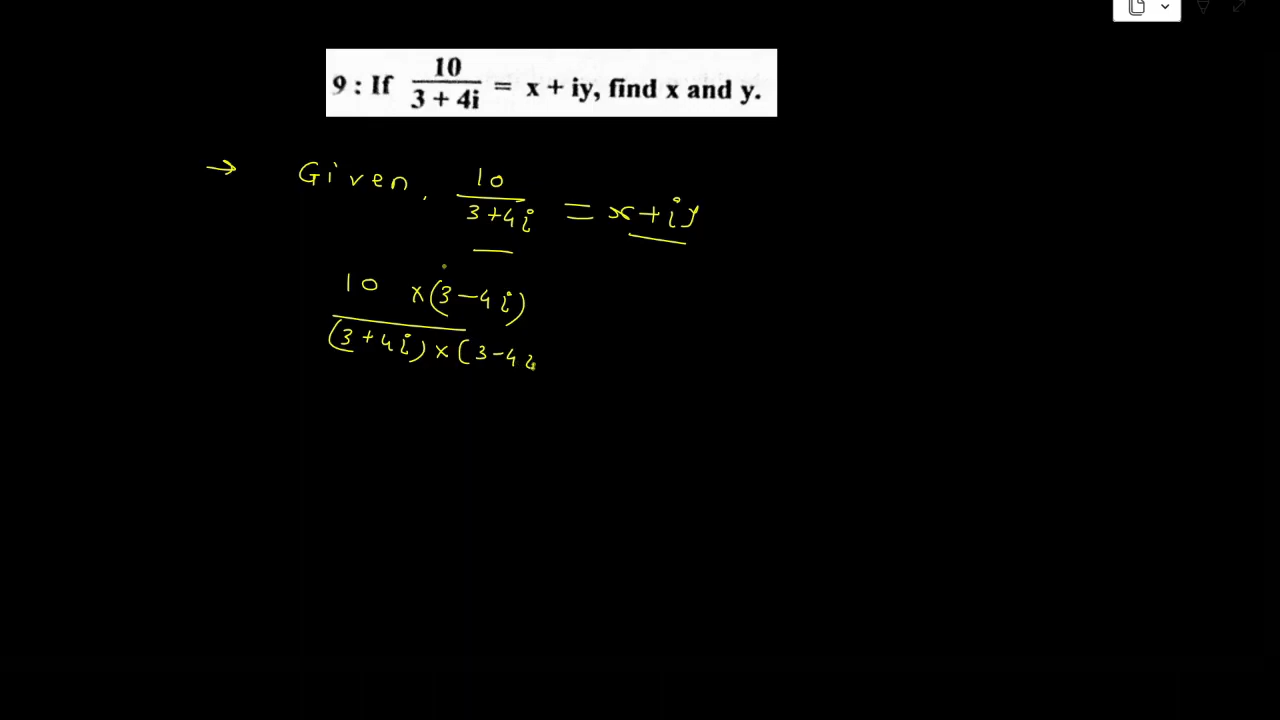 9 : If 10/(3 + 4i) = x + iy, find x and y.
→ Given, 10/(3+4i) = x+iy
10 ×(3-4i)
(3+4i)×(3-4i